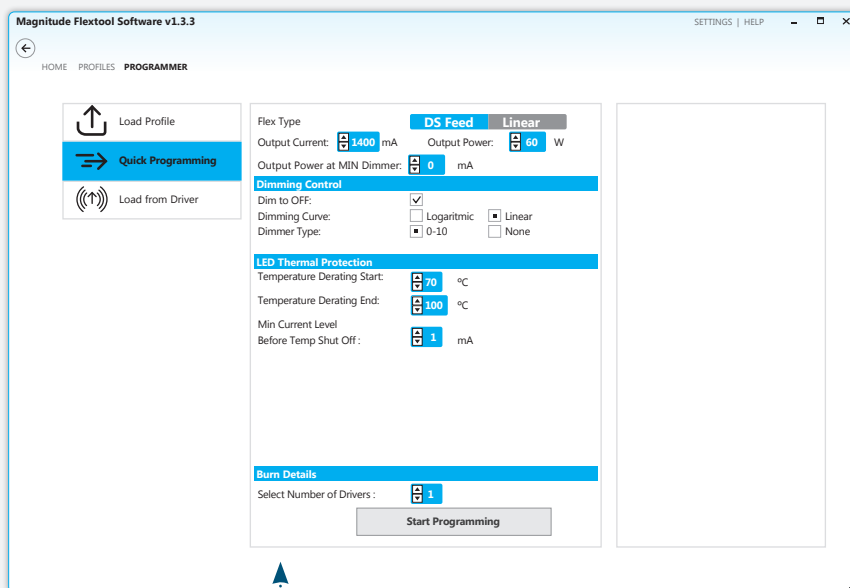 Magnitude Flextool Software v1.3.3
SETTINGS | HELP
HOME PROFILES PROGRAMMER
Load Profile
Quick Programming
Load from Driver
Flex Type DS Feed Linear
Output Current: 1400 mA Output Power: 60 W
Output Power at MIN Dimmer: 0 mA
Dimming Control
Dim to OFF:
Dimming Curve: Logaritmic Linear
Dimmer Type: 0-10 None
LED Thermal Protection
Temperature Derating Start: 70 ºC
Temperature Derating End: 100 ºC
Min Current Level
Before Temp Shut Off : 1 mA
Burn Details
Select Number of Drivers : 1
Start Programming